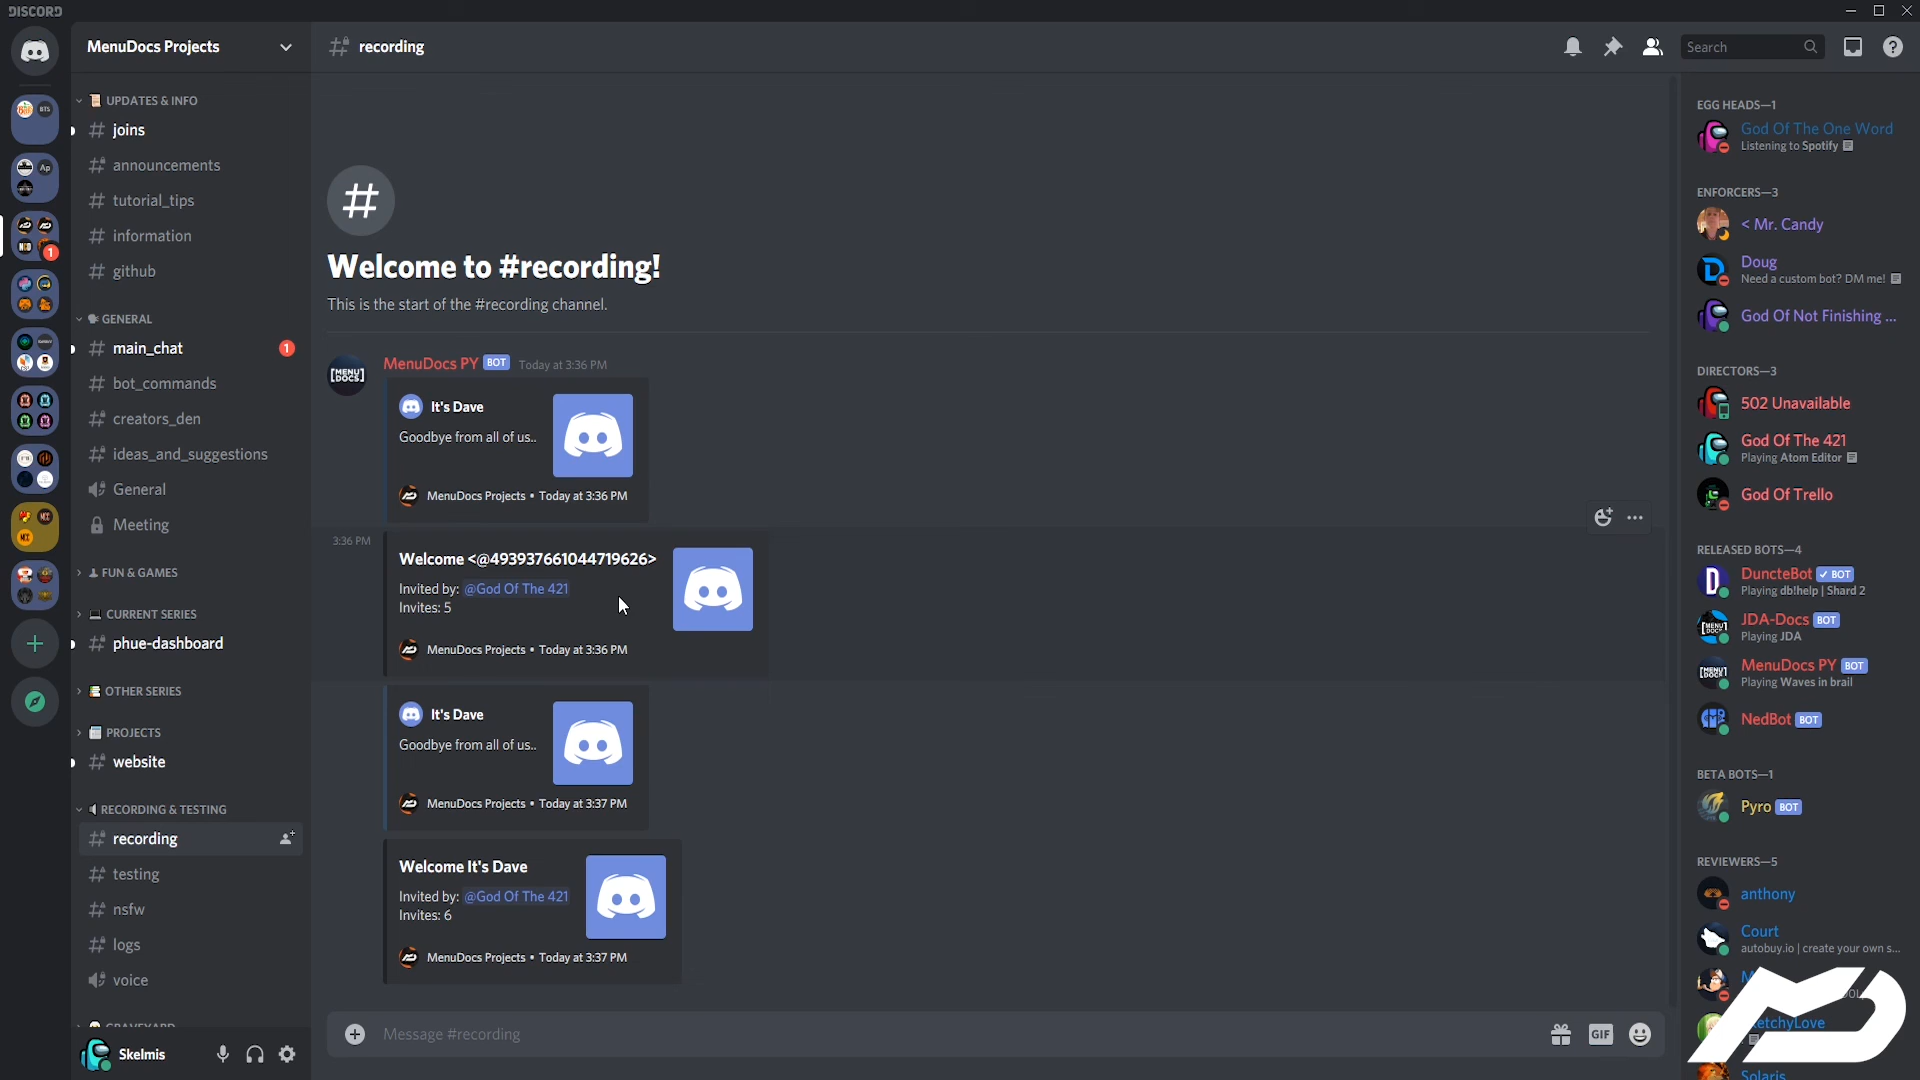 DISCORD
MenuDocs Projects
recording
Search
UPDATES & INFO
joins
announcements
tutorial_tips
information
github
GENERAL
main_chat
1
bot_commands
creators_den
ideas_and_suggestions
General
Meeting
FUN & GAMES
CURRENT SERIES
phue-dashboard
OTHER SERIES
PROJECTS
website
RECORDING & TESTING
recording
testing
nsfw
logs
voice
GRAVEYARD
Skelmis
BTS
Ap
1
Welcome to #recording!
This is the start of the #recording channel.
[MENU]
DOCS
MenuDocs PY BOT Today at 3:36 PM
It's Dave
Goodbye from all of us..
MenuDocs Projects • Today at 3:36 PM
3:36 PM
Welcome <@493937661044719626>
Invited by: @God Of The 421
Invites: 5
MenuDocs Projects • Today at 3:36 PM
It's Dave
Goodbye from all of us..
MenuDocs Projects • Today at 3:37 PM
Welcome It's Dave
Invited by: @God Of The 421
Invites: 6
MenuDocs Projects • Today at 3:37 PM
Message #recording
GIF
EGG HEADS—1
God Of The One Word
Listening to Spotify
ENFORCERS—3
< Mr. Candy
Doug
Need a custom bot? DM me!
God Of Not Finishing ...
DIRECTORS—3
502 Unavailable
God Of The 421
Playing Atom Editor
God Of Trello
RELEASED BOTS—4
DuncteBot ✓ BOT
Playing db!help | Shard 2
JDA-Docs BOT
Playing JDA
MenuDocs PY BOT
Playing Waves in brail
NedBot BOT
BETA BOTS—1
Pyro BOT
REVIEWERS—5
anthony
Court
autobuy.io | create your own s...
Solaris